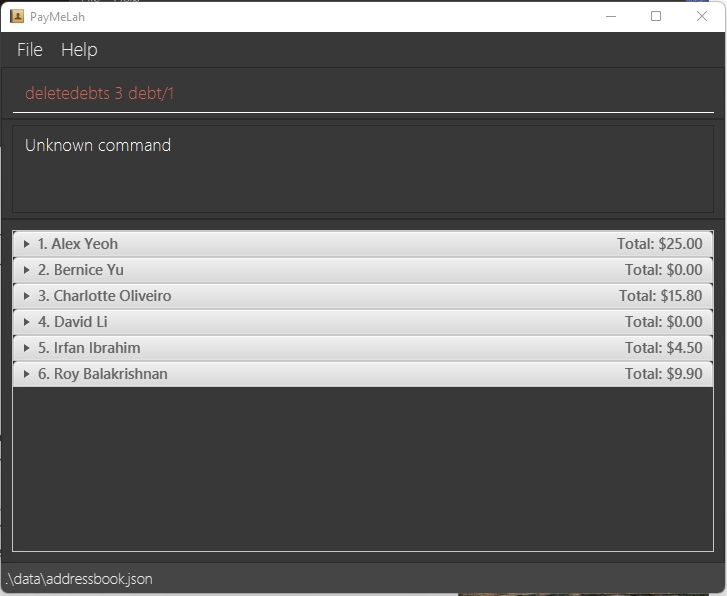 PayMeLah
File Help
deletedebts 3 debt/1
Unknown command
1. Alex Yeoh Total: $25.00
2. Bernice Yu Total: $0.00
3. Charlotte Oliveiro Total: $15.80
4. David Li Total: $0.00
5. Irfan Ibrahim Total: $4.50
6. Roy Balakrishnan Total: $9.90
.\data\addressbook.json